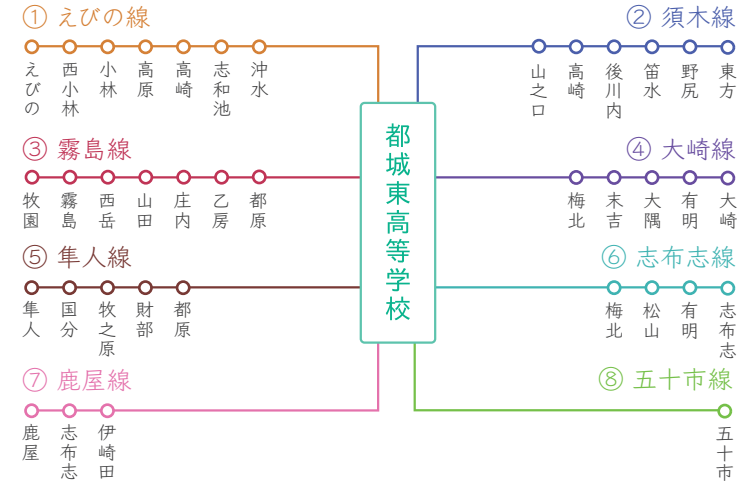 ① えびの線
えびの
西小林
小林
高原
高崎
志和池
沖水
② 須木線
山之口
高崎
後川内
笛水
野尻
東方
都城東高等学校
③ 霧島線
牧園
霧島
西岳
山田
庄内
乙房
都原
④ 大崎線
梅北
末吉
大隅
有明
大崎
⑤ 隼人線
隼人
国分
牧之原
財部
都原
⑥ 志布志線
梅北
松山
有明
志布志
⑦ 鹿屋線
鹿屋
志布志
伊崎田
⑧ 五十市線
五十市